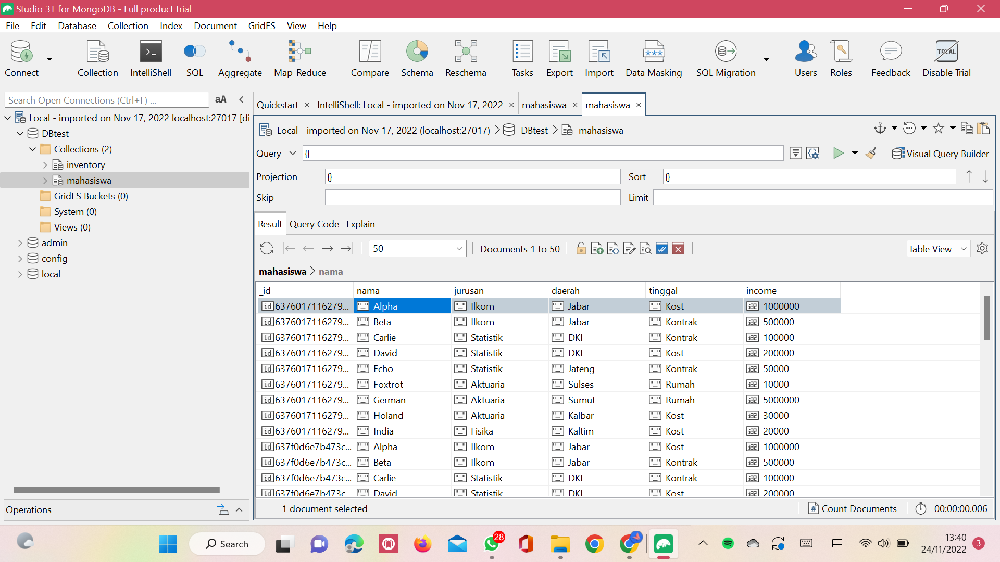 Studio 3T for MongoDB - Full product trial
File Edit Database Collection Index Document GridFS View Help
Connect Collection IntelliShell SQL Aggregate Map-Reduce Compare Schema Reschema Tasks Export Import Data Masking SQL Migration Users Roles Feedback Disable Trial
Search Open Connections (Ctrl+F) ... aA
Local - imported on Nov 17, 2022 localhost:27017 [di
DBtest
Collections (2)
inventory
mahasiswa
GridFS Buckets (0)
System (0)
Views (0)
admin
config
local
Operations
Quickstart IntelliShell: Local - imported on Nov 17, 2022 mahasiswa mahasiswa
Local - imported on Nov 17, 2022 (localhost:27017) DBtest mahasiswa
Query {} Visual Query Builder
Projection {} Sort {}
Skip Limit
Result Query Code Explain
50 Documents 1 to 50 Table View
mahasiswa nama
_id nama jurusan daerah tinggal income
6376017116279... Alpha Ilkom Jabar Kost 1000000
6376017116279... Beta Ilkom Jabar Kontrak 500000
6376017116279... Carlie Statistik DKI Kontrak 100000
6376017116279... David Statistik DKI Kost 200000
6376017116279... Echo Statistik Jateng Kontrak 50000
6376017116279... Foxtrot Aktuaria Sulses Rumah 10000
6376017116279... German Aktuaria Sumut Rumah 5000000
6376017116279... Holand Aktuaria Kalbar Kost 30000
6376017116279... India Fisika Kaltim Kost 20000
637f0d6e7b473c... Alpha Ilkom Jabar Kost 1000000
637f0d6e7b473c... Beta Ilkom Jabar Kontrak 500000
637f0d6e7b473c... Carlie Statistik DKI Kontrak 100000
637f0d6e7b473c... David Statistik DKI Kost 200000
1 document selected Count Documents 00:00:00.006
Search 28 13:40 3
24/11/2022